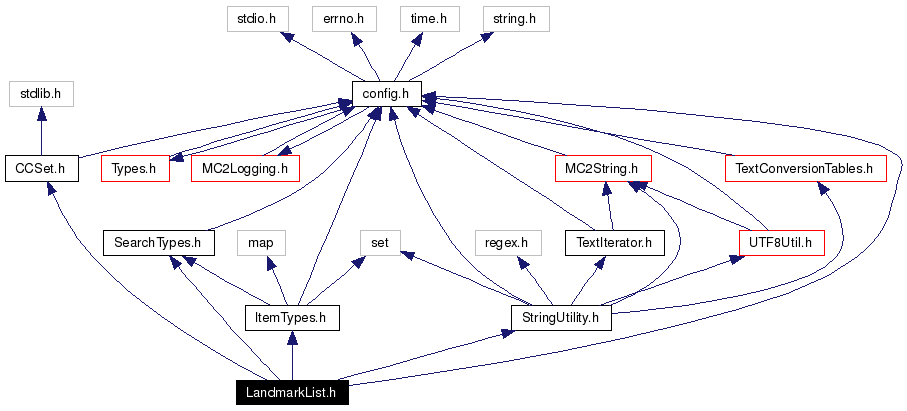 stdio.h
errno.h
time.h
string.h
stdlib.h
config.h
CCSet.h
Types.h
MC2Logging.h
MC2String.h
TextConversionTables.h
SearchTypes.h
map
set
regex.h
TextIterator.h
UTF8Util.h
ItemTypes.h
StringUtility.h
LandmarkList.h